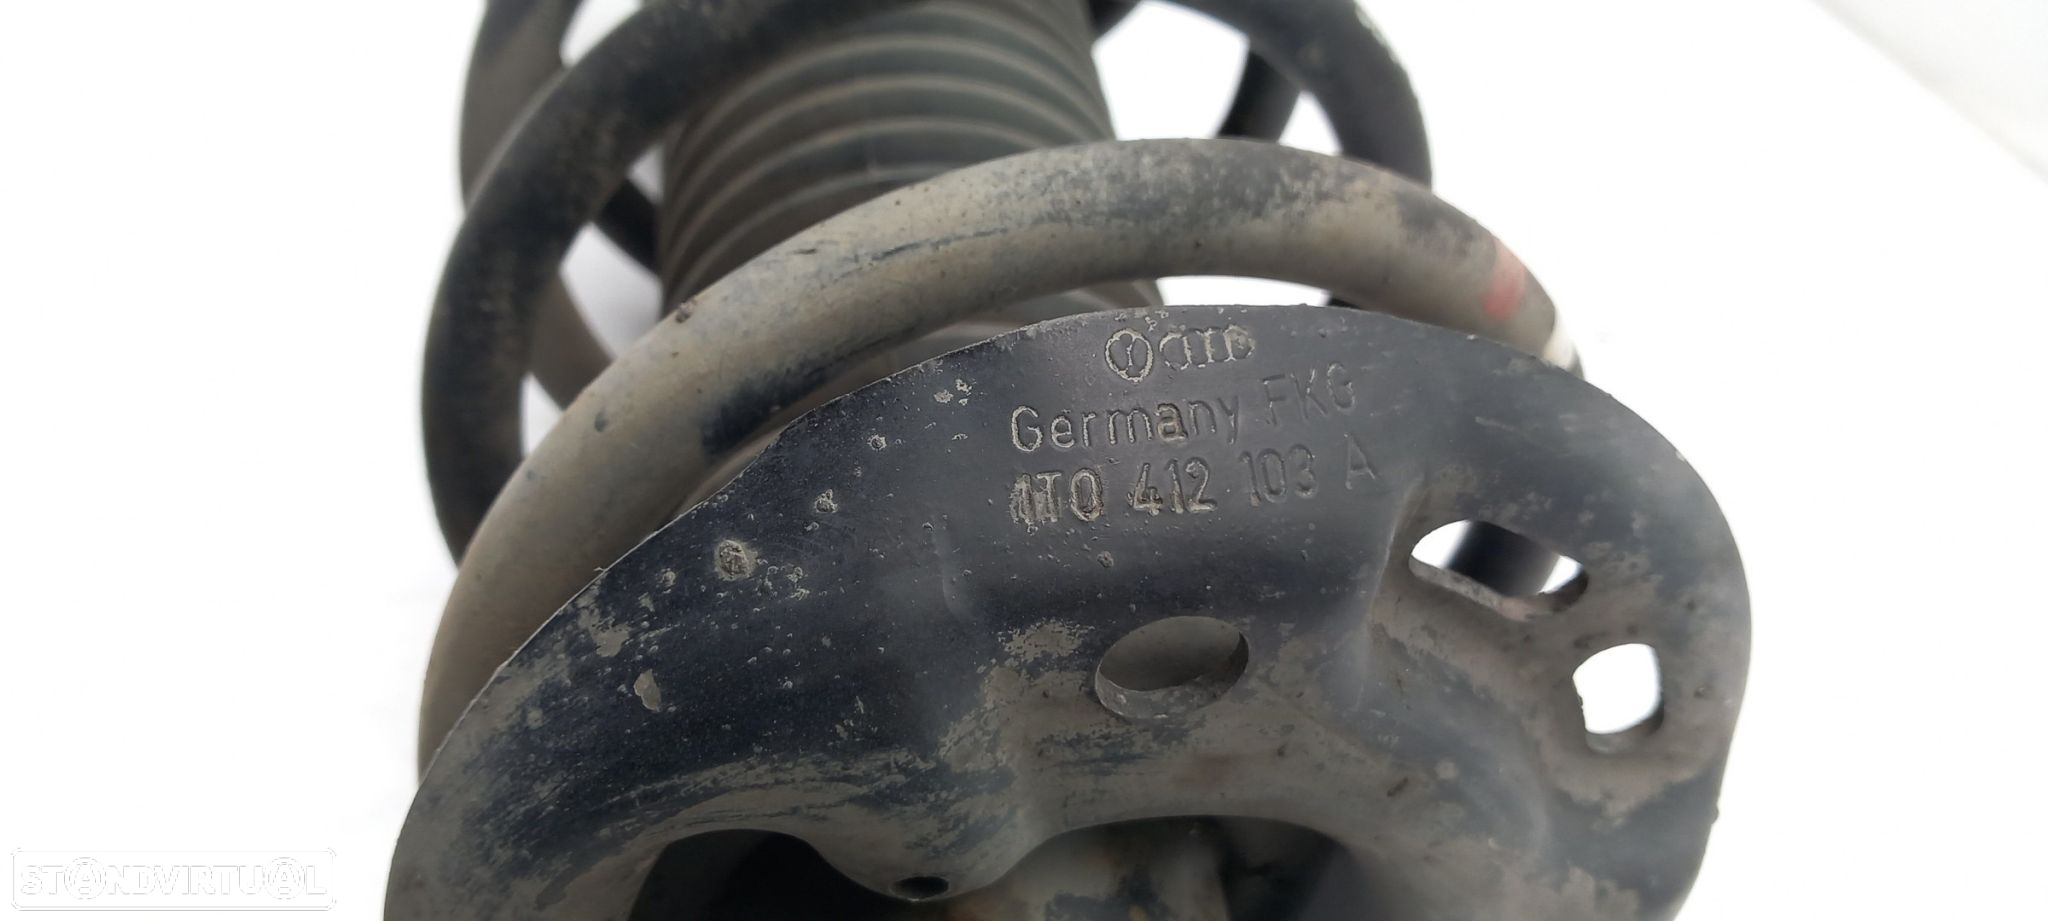 Germany FKG
1T0 412 103 A
STANDVIRTUAL